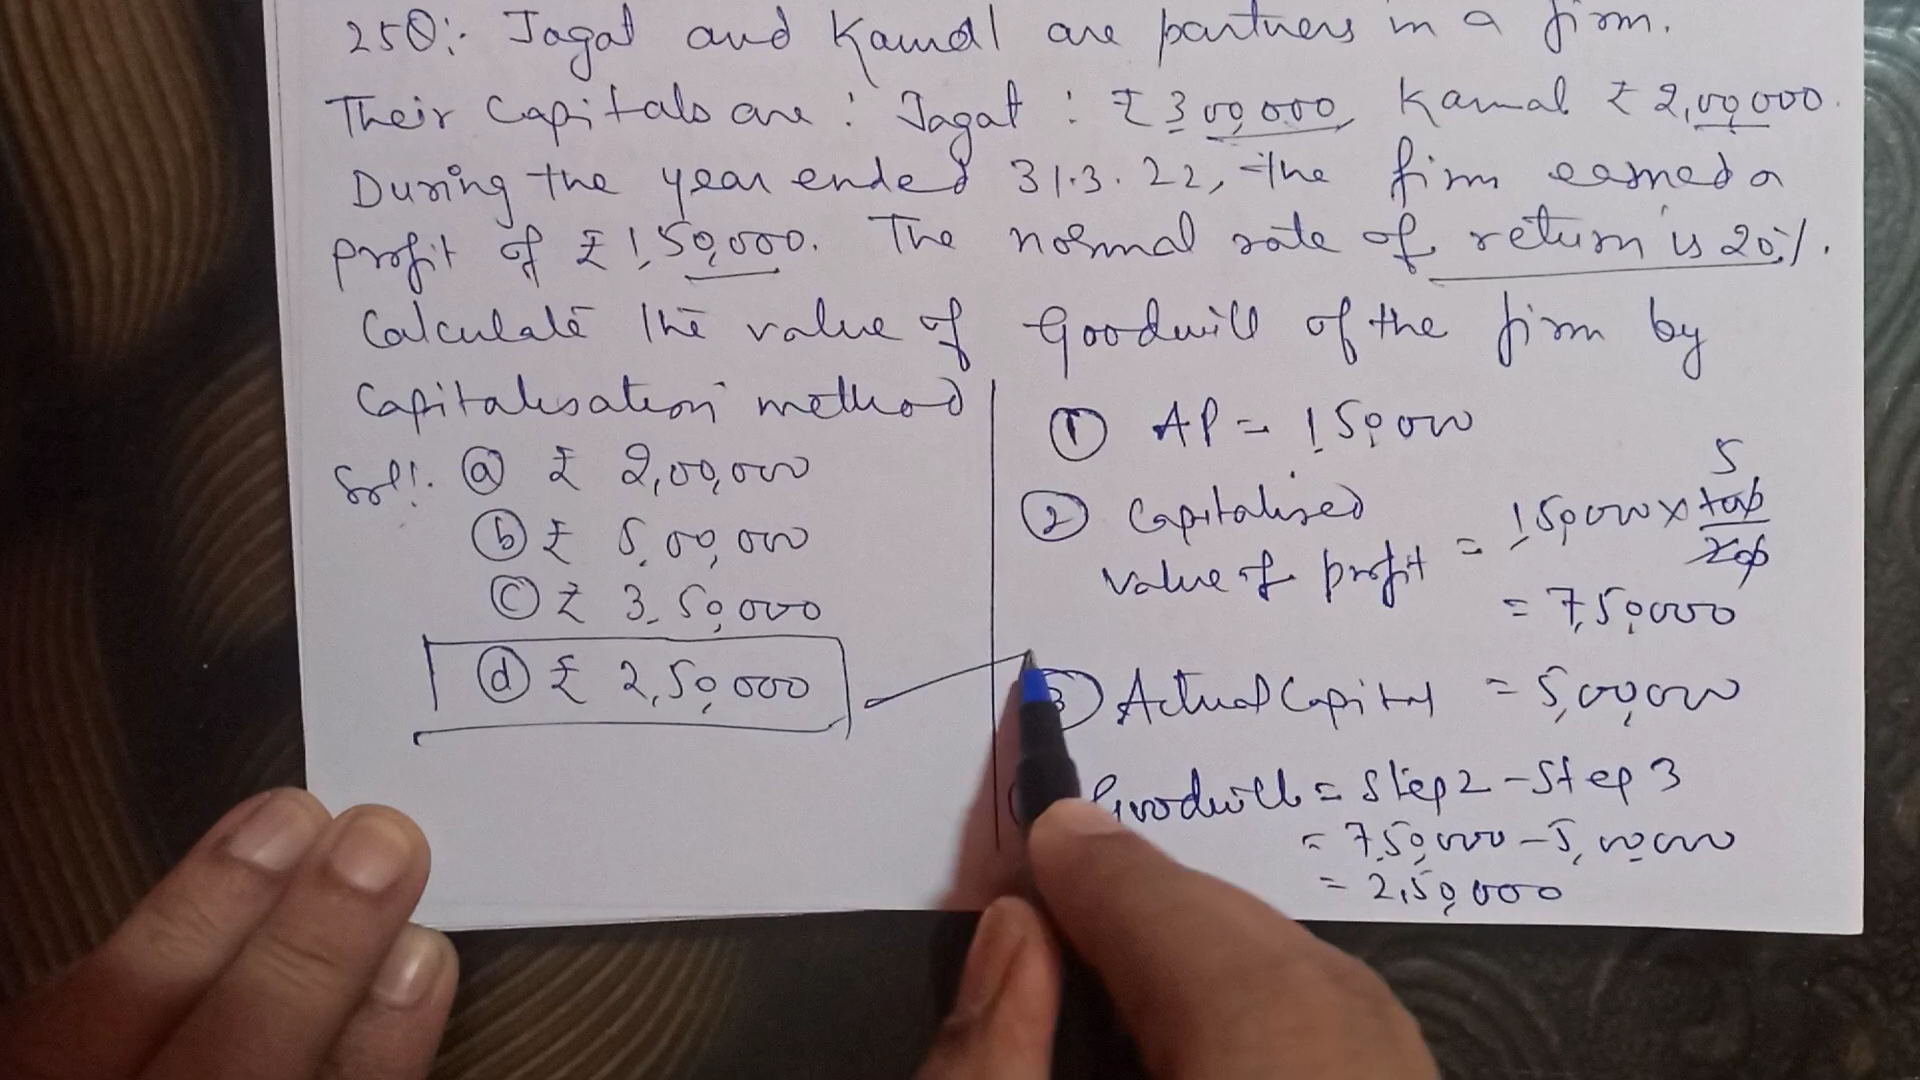 25Q:- Jagat and Kamal are partners in a firm.
Their Capitals are : Jagat : ₹ 3,00,000, Kamal ₹ 2,00,000.
During the year ended 31.3.22, the firm earned a
profit of ₹ 1,50,000. The normal rate of return is 20%.
Calculate the value of Goodwill of the firm by
Capitalisation method
Sol:
(a) ₹ 2,00,000
(b) ₹ 5,00,000
(c) ₹ 3,50,000
(d) ₹ 2,50,000
(1) AP = 1,50,000
(2) Capitalised value of profit = 1,50,000 × 100/20 5
= 7,50,000
(3) Actual Capital = 5,00,000
Goodwill = Step 2 - Step 3
= 7,50,000 - 5,00,000
= 2,50,000